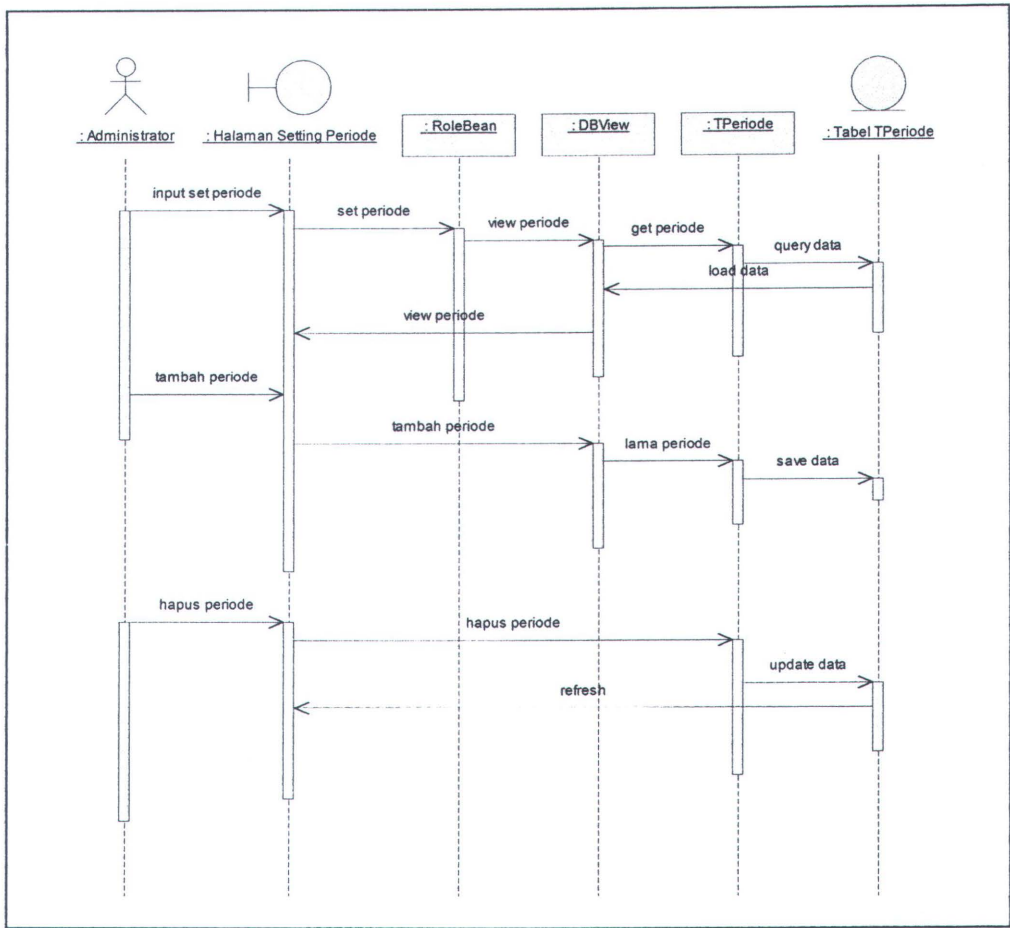 : Administrator
: Halaman Setting Periode
: RoleBean
: DBView
: TPeriode
: Tabel TPeriode
input set periode
set periode
view periode
get periode
query data
load data
view periode
tambah periode
tambah periode
lama periode
save data
hapus periode
hapus periode
update data
refresh